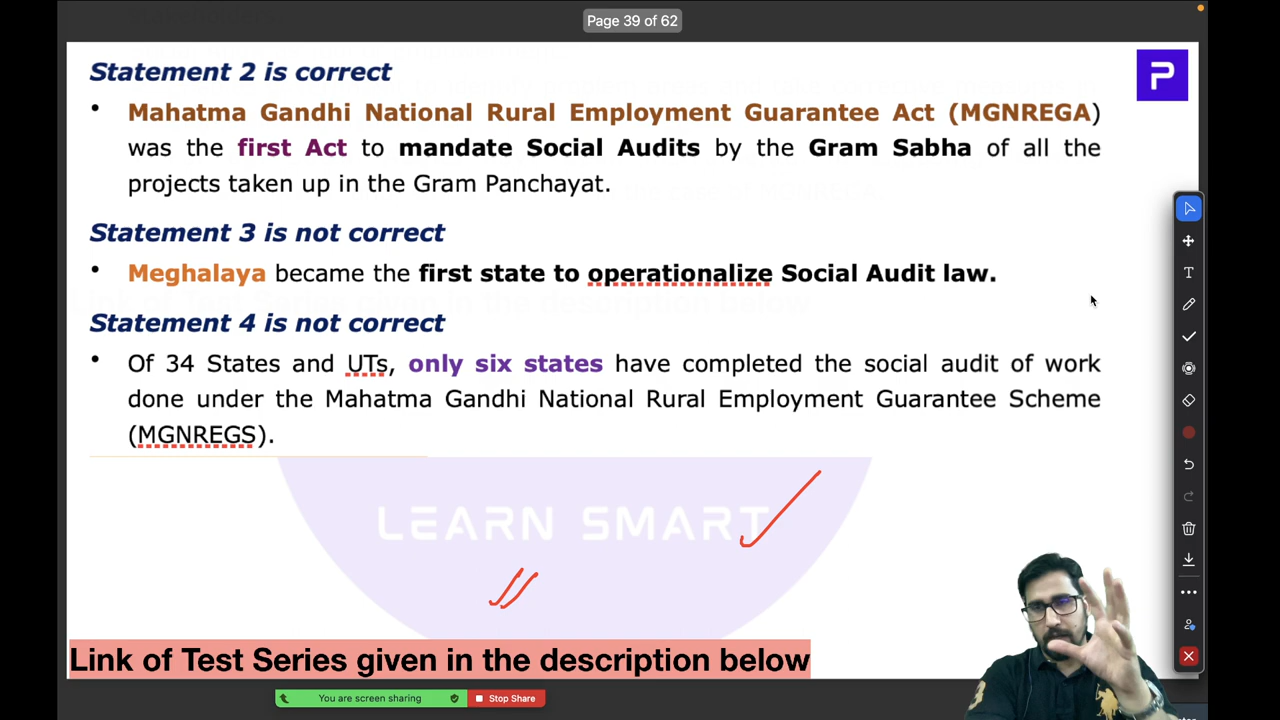 Page 39 of 62
Statement 2 is correct
P
• Mahatma Gandhi National Rural Employment Guarantee Act (MGNREGA)
was the first Act to mandate Social Audits by the Gram Sabha of all the
projects taken up in the Gram Panchayat.
Statement 3 is not correct
• Meghalaya became the first state to operationalize Social Audit law.
Statement 4 is not correct
• Of 34 States and UTs, only six states have completed the social audit of work
done under the Mahatma Gandhi National Rural Employment Guarantee Scheme
(MGNREGS).
LEARN SMART
Link of Test Series given in the description below
You are screen sharing Stop Share